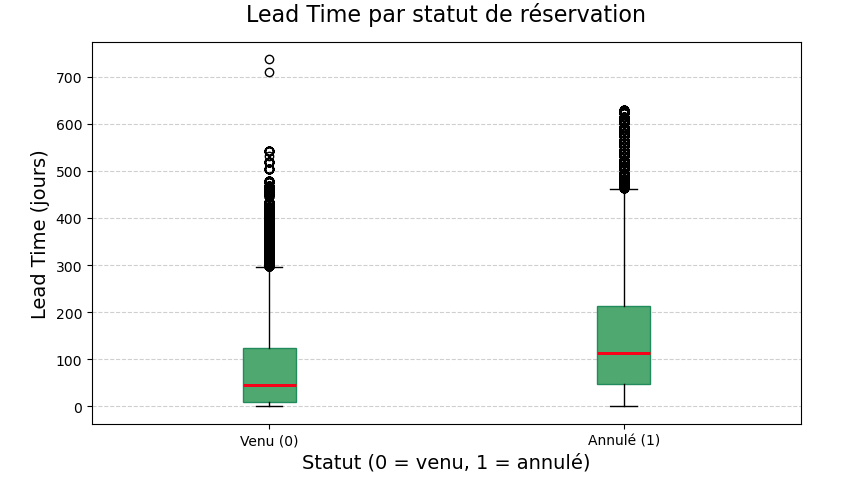 Lead Time par statut de réservation
Lead Time (jours)
700
600
500
400
300
200
100
0
Venu (0)
Annulé (1)
Statut (0 = venu, 1 = annulé)